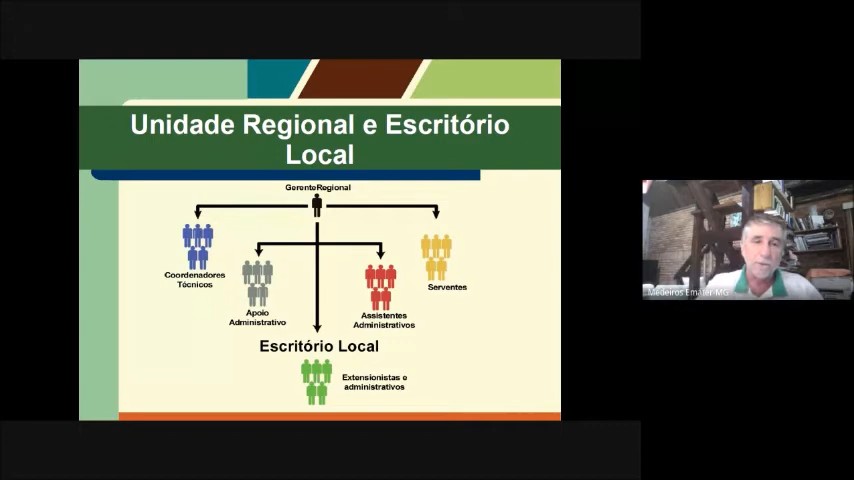 Unidade Regional e Escritório
Local
GerenteRegional
Coordenadores
Técnicos
Apoio
Administrativo
Assistentes
Administrativos
Serventes
Escritório Local
Extensionistas e
administrativos
Medeiros Emater-MG